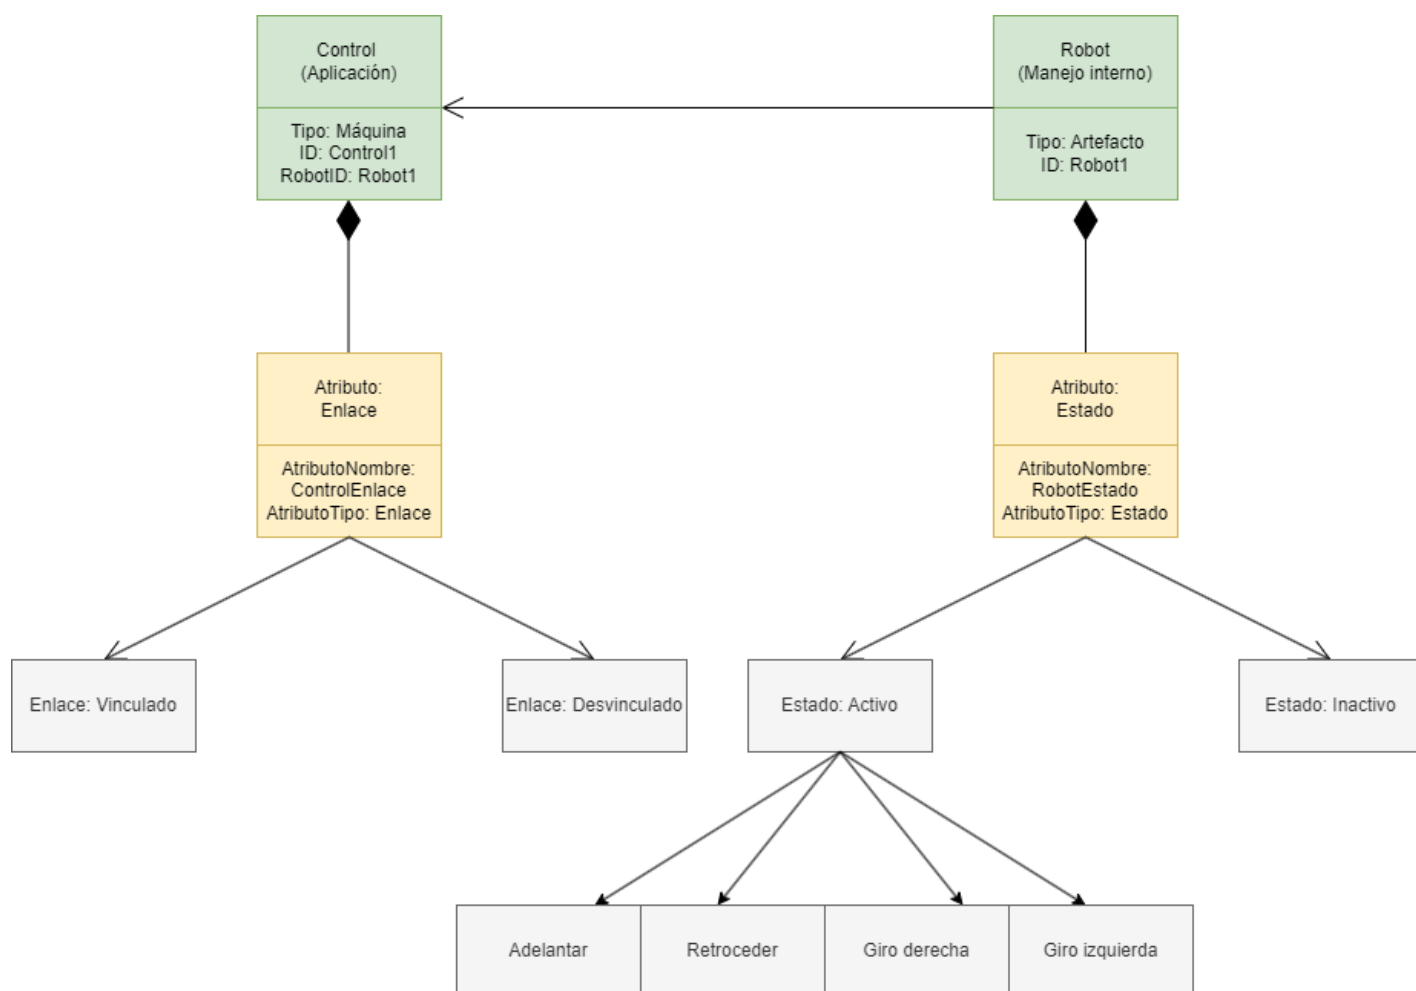 Control
(Aplicación)
Tipo: Máquina
ID: Control1
RobotID: Robot1
Robot
(Manejo interno)
Tipo: Artefacto
ID: Robot1
Atributo:
Enlace
AtributoNombre:
ControlEnlace
AtributoTipo: Enlace
Atributo:
Estado
AtributoNombre:
RobotEstado
AtributoTipo: Estado
Enlace: Vinculado
Enlace: Desvinculado
Estado: Activo
Estado: Inactivo
Adelantar
Retroceder
Giro derecha
Giro izquierda